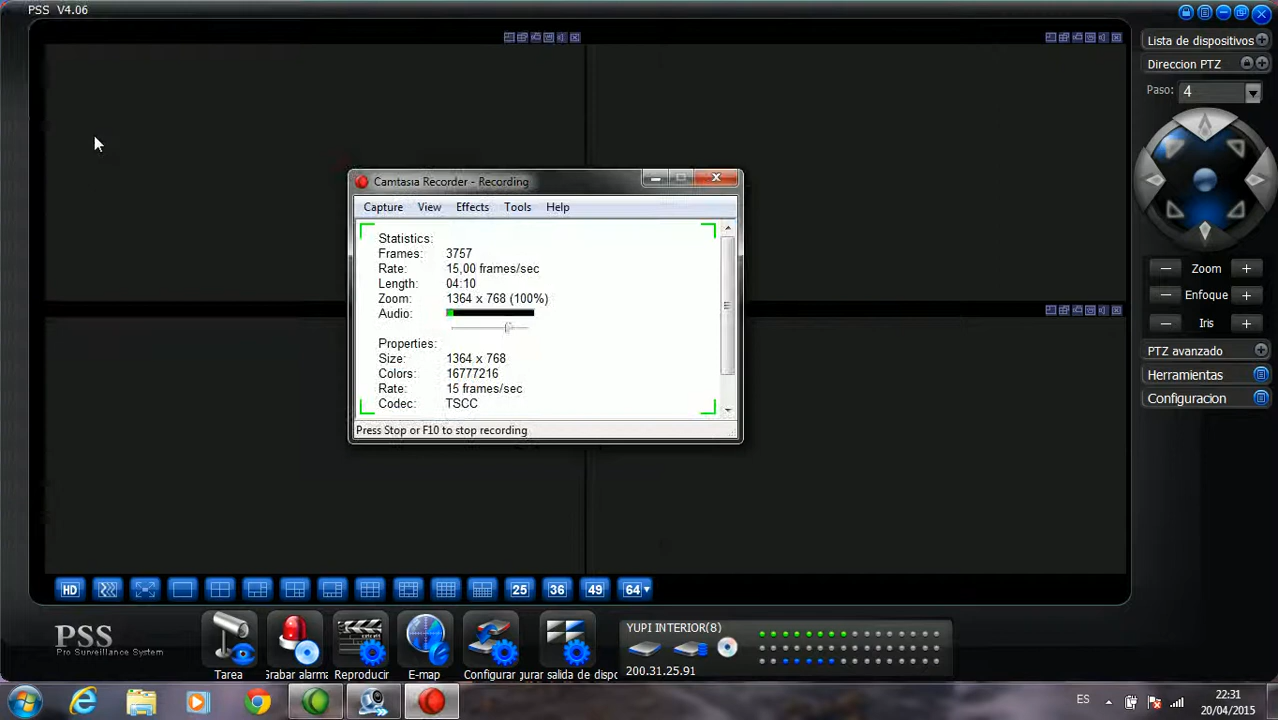 PSS V4.06
Lista de dispositivos
Direccion PTZ
Paso: 4
Camtasia Recorder - Recording
Capture View Effects Tools Help
Statistics:
Frames: 3757
Rate: 15,00 frames/sec
Length: 04:10
Zoom: 1364 x 768 (100%)
Audio:
Properties:
Size: 1364 x 768
Colors: 16777216
Rate: 15 frames/sec
Codec: TSCC
Press Stop or F10 to stop recording
Zoom
Enfoque
Iris
PTZ avanzado
Herramientas
Configuracion
HD 25 36 49 64
PSS
Pro Surveillance System
Tarea
Grabar alarma
Reproducir
E-map
Configurar
gurar salida de dispo
YUPI INTERIOR(8)
200.31.25.91
ES
22:31
20/04/2015